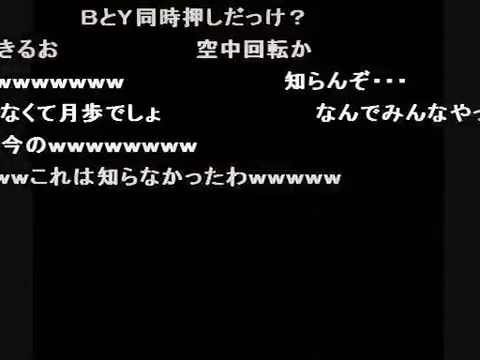 BとY同時押しだっけ？
きるお 空中回転か
wwwwwwww 知らんぞ・・・
なくて月歩でしょ なんでみんなやっ
今のwwwwwwww
wwこれは知らなかったわwwwww